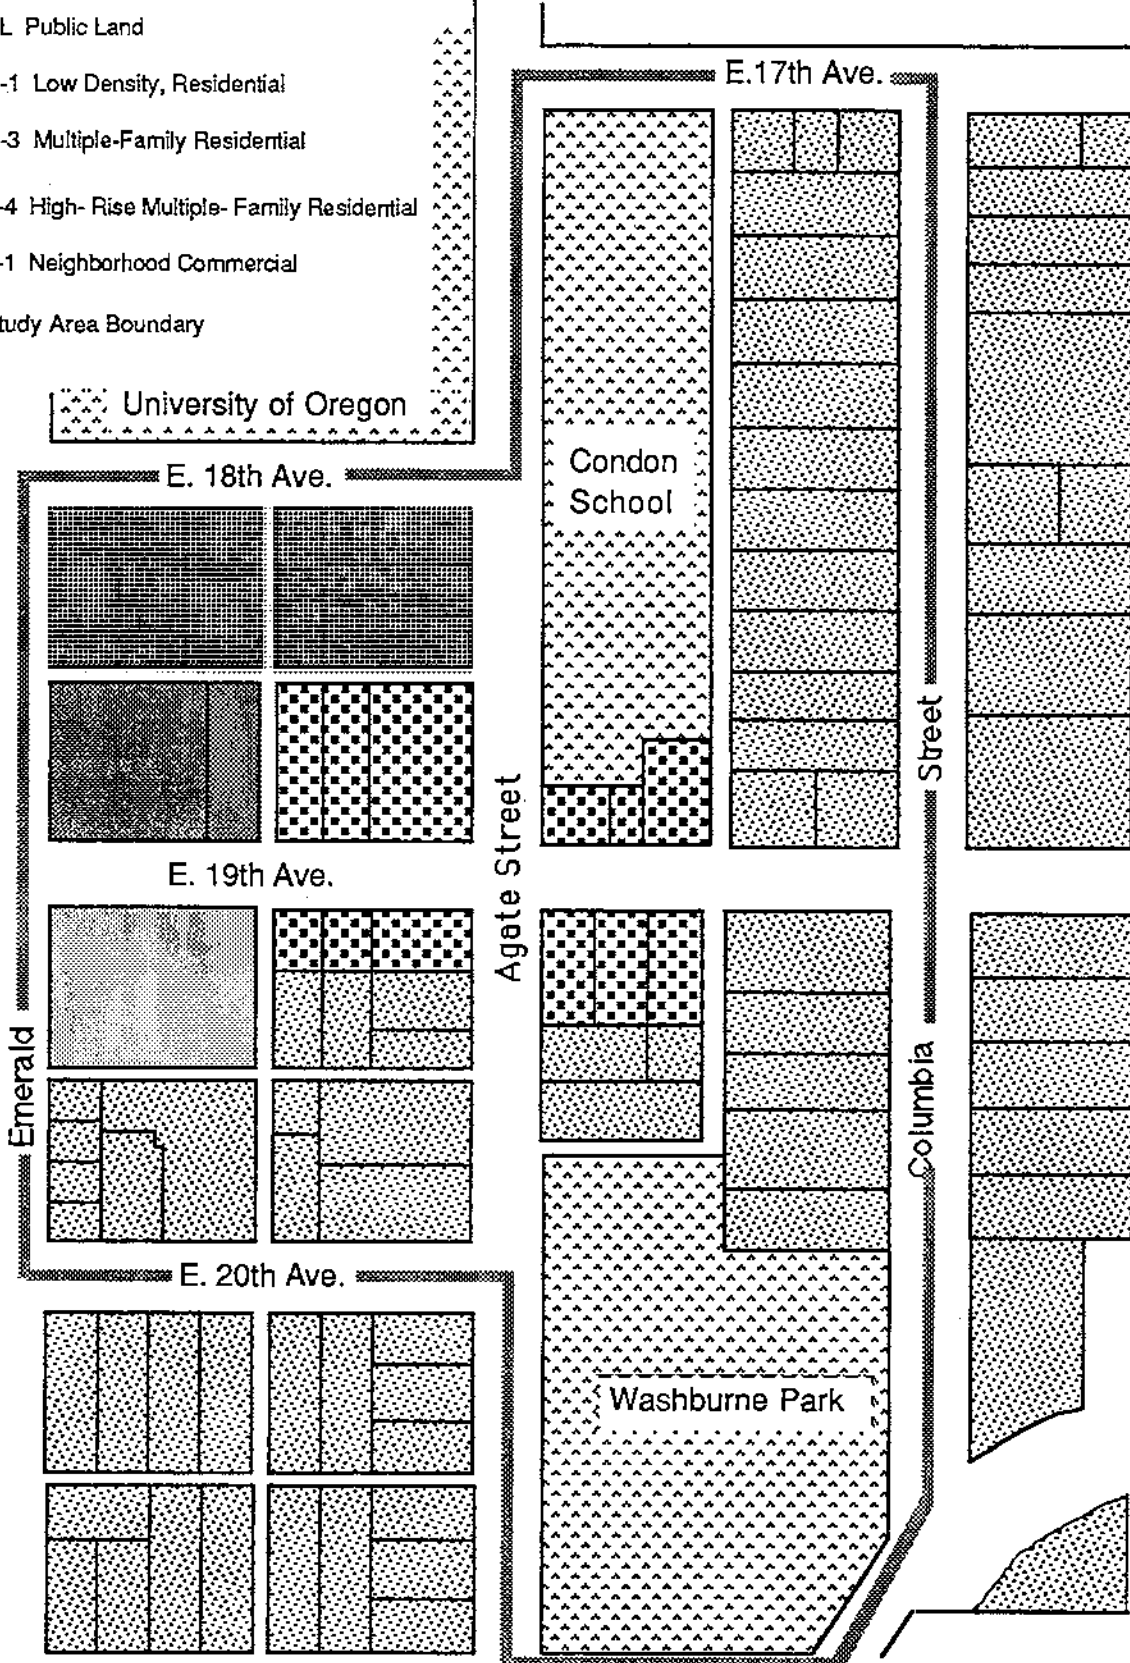 L Public Land
-1 Low Density, Residential
-3 Multiple-Family Residential
-4 High- Rise Multiple- Family Residential
-1 Neighborhood Commercial
tudy Area Boundary
University of Oregon
E.17th Ave.
E. 18th Ave.
Condon
School
Street
Agate Street
E. 19th Ave.
Emerald
Columbia
E. 20th Ave.
Washburne Park